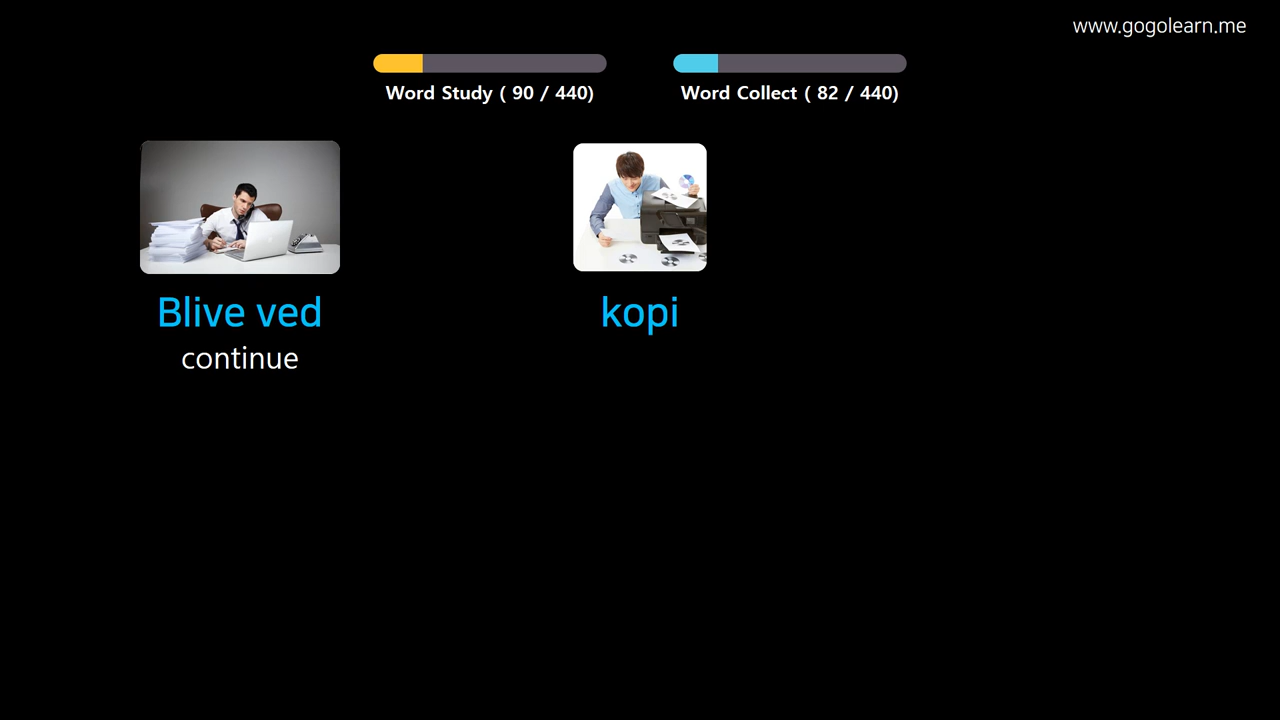 www.gogolearn.me
Word Study ( 90 / 440)
Word Collect ( 82 / 440)
Blive ved
continue
kopi